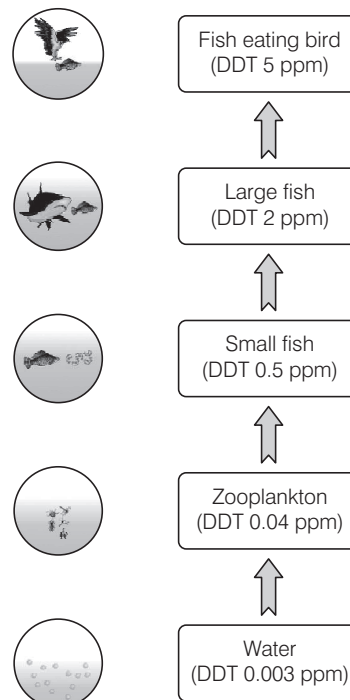 Fish eating bird
(DDT 5 ppm)
Large fish
(DDT 2 ppm)
Small fish
(DDT 0.5 ppm)
Zooplankton
(DDT 0.04 ppm)
Water
(DDT 0.003 ppm)